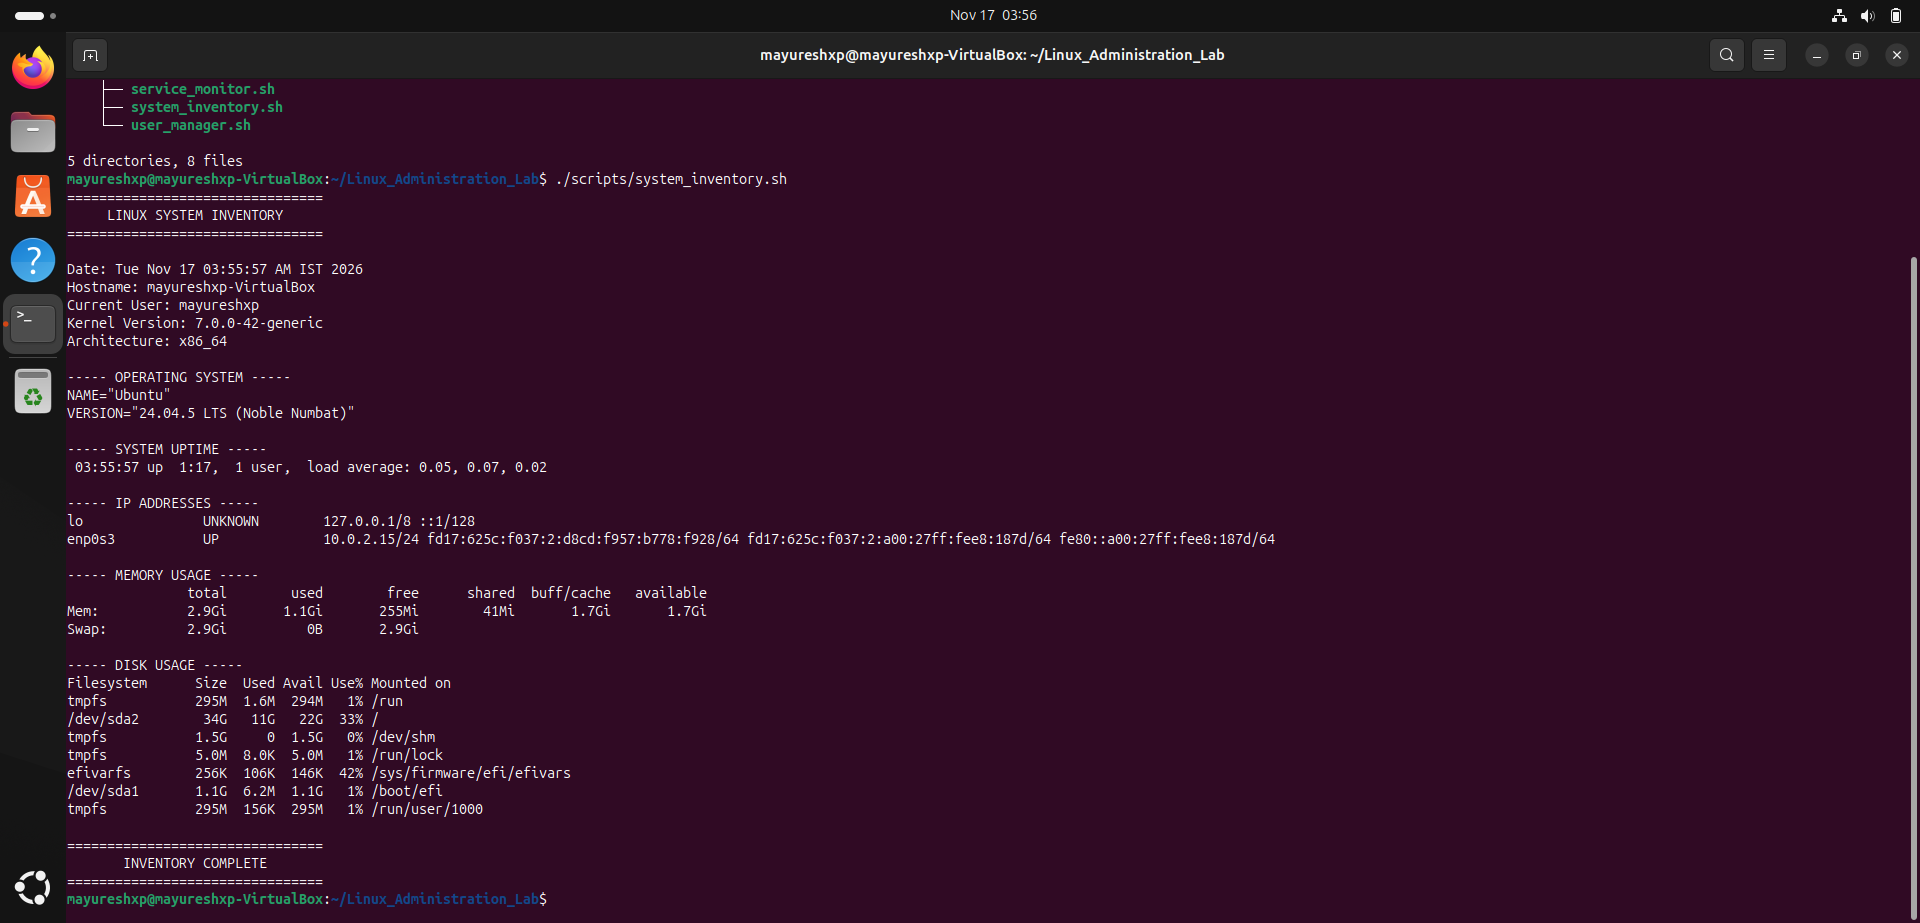 Nov 17 03:56
mayureshxp@mayureshxp-VirtualBox: ~/Linux_Administration_Lab
├── service_monitor.sh
├── system_inventory.sh
└── user_manager.sh
5 directories, 8 files
mayureshxp@mayureshxp-VirtualBox:~/Linux_Administration_Lab$ ./scripts/system_inventory.sh
================================
     LINUX SYSTEM INVENTORY
================================
Date: Tue Nov 17 03:55:57 AM IST 2026
Hostname: mayureshxp-VirtualBox
Current User: mayureshxp
Kernel Version: 7.0.0-42-generic
Architecture: x86_64
----- OPERATING SYSTEM -----
NAME="Ubuntu"
VERSION="24.04.5 LTS (Noble Numbat)"
----- SYSTEM UPTIME -----
 03:55:57 up  1:17,  1 user,  load average: 0.05, 0.07, 0.02
----- IP ADDRESSES -----
lo               UNKNOWN        127.0.0.1/8 ::1/128
enp0s3           UP             10.0.2.15/24 fd17:625c:f037:2:d8cd:f957:b778:f928/64 fd17:625c:f037:2:a00:27ff:fee8:187d/64 fe80::a00:27ff:fee8:187d/64
----- MEMORY USAGE -----
               total        used        free      shared  buff/cache   available
Mem:           2.9Gi       1.1Gi       255Mi        41Mi       1.7Gi       1.7Gi
Swap:          2.9Gi          0B       2.9Gi
----- DISK USAGE -----
Filesystem      Size  Used Avail Use% Mounted on
tmpfs           295M  1.6M  294M   1% /run
/dev/sda2        34G   11G   22G  33% /
tmpfs           1.5G     0  1.5G   0% /dev/shm
tmpfs           5.0M  8.0K  5.0M   1% /run/lock
efivarfs        256K  106K  146K  42% /sys/firmware/efi/efivars
/dev/sda1       1.1G  6.2M  1.1G   1% /boot/efi
tmpfs           295M  156K  295M   1% /run/user/1000
================================
       INVENTORY COMPLETE
================================
mayureshxp@mayureshxp-VirtualBox:~/Linux_Administration_Lab$